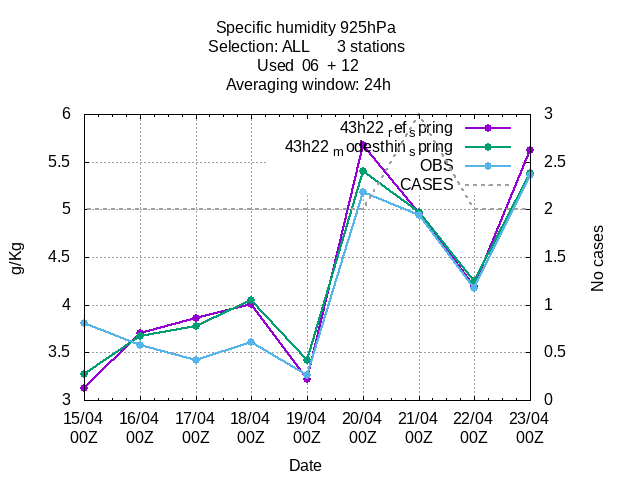 Specific humidity 925hPa
Selection: ALL      3 stations
Used  06  + 12
Averaging window: 24h
g/Kg
No cases
6
5.5
5
4.5
4
3.5
3
3
2.5
2
1.5
1
0.5
0
43h22 ref spring
43h22 modesthin spring
OBS
CASES
15/04 16/04 17/04 18/04 19/04 20/04 21/04 22/04 23/04
00Z 00Z 00Z 00Z 00Z 00Z 00Z 00Z 00Z
Date